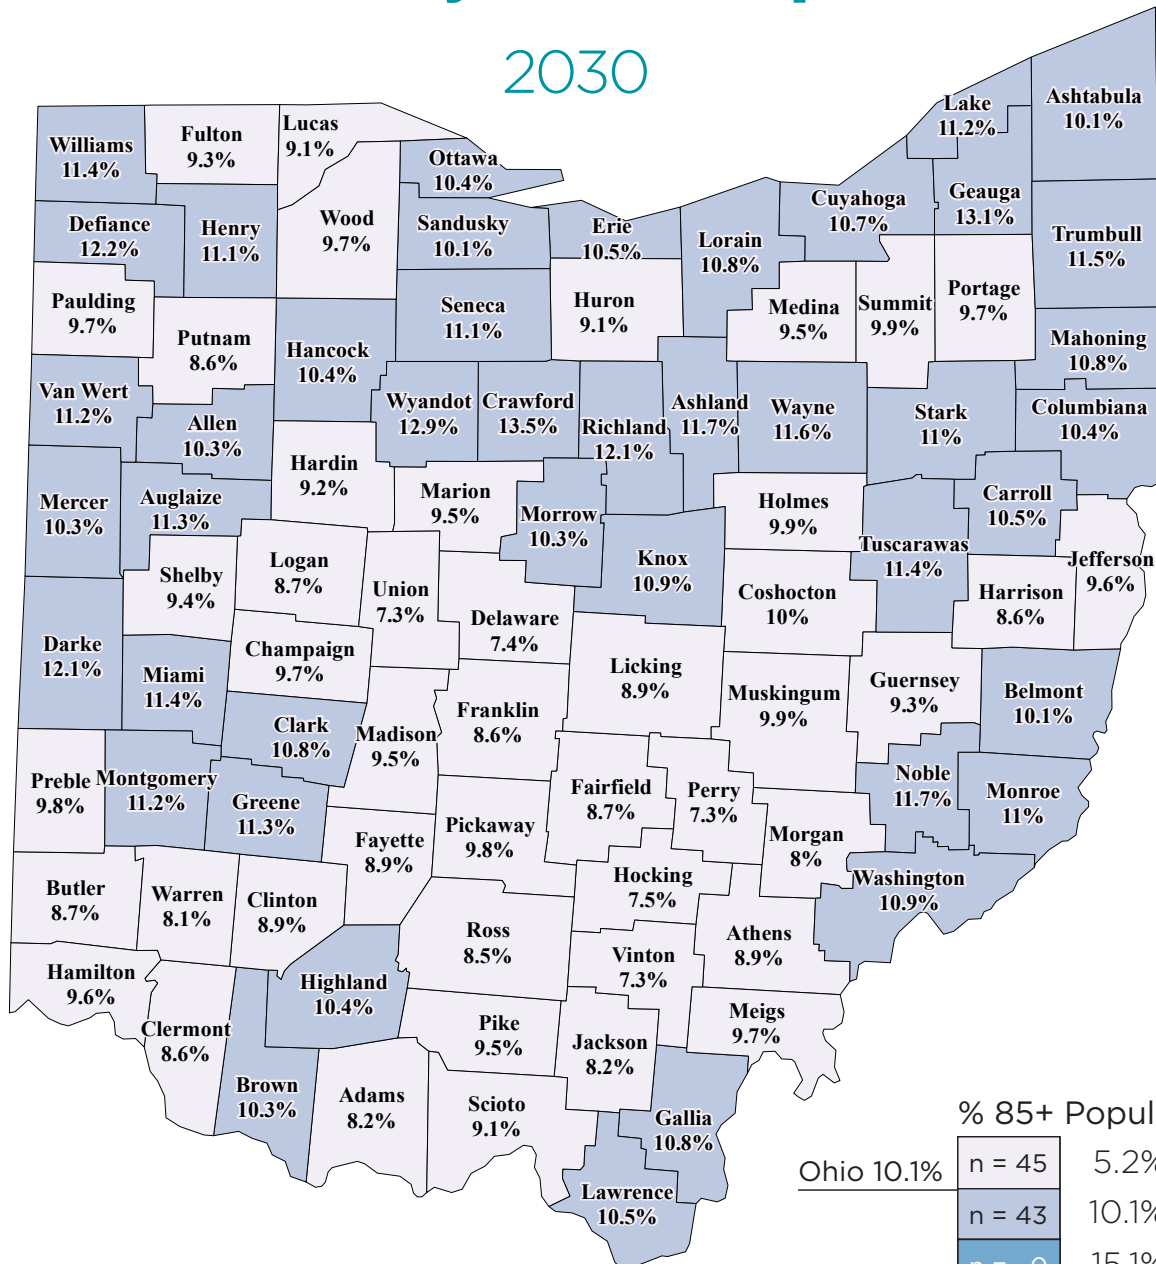 2030
Williams
11.4%
Fulton
9.3%
Lucas
9.1%
Ottawa
10.4%
Lake
11.2%
Ashtabula
10.1%
Defiance
12.2%
Henry
11.1%
Wood
9.7%
Sandusky
10.1%
Erie
10.5%
Lorain
10.8%
Cuyahoga
10.7%
Geauga
13.1%
Trumbull
11.5%
Paulding
9.7%
Putnam
8.6%
Hancock
10.4%
Seneca
11.1%
Huron
9.1%
Medina
9.5%
Summit
9.9%
Portage
9.7%
Mahoning
10.8%
Van Wert
11.2%
Allen
10.3%
Wyandot
12.9%
Crawford
13.5%
Richland
12.1%
Ashland
11.7%
Wayne
11.6%
Stark
11%
Columbiana
10.4%
Mercer
10.3%
Auglaize
11.3%
Hardin
9.2%
Marion
9.5%
Morrow
10.3%
Knox
10.9%
Holmes
9.9%
Tuscarawas
11.4%
Carroll
10.5%
Jefferson
9.6%
Shelby
9.4%
Logan
8.7%
Union
7.3%
Delaware
7.4%
Coshocton
10%
Harrison
8.6%
Darke
12.1%
Miami
11.4%
Champaign
9.7%
Licking
8.9%
Muskingum
9.9%
Guernsey
9.3%
Belmont
10.1%
Clark
10.8%
Madison
9.5%
Franklin
8.6%
Preble
9.8%
Montgomery
11.2%
Greene
11.3%
Fayette
8.9%
Pickaway
9.8%
Fairfield
8.7%
Perry
7.3%
Morgan
8%
Noble
11.7%
Monroe
11%
Butler
8.7%
Warren
8.1%
Clinton
8.9%
Ross
8.5%
Hocking
7.5%
Athens
8.9%
Washington
10.9%
Hamilton
9.6%
Clermont
8.6%
Highland
10.4%
Vinton
7.3%
Pike
9.5%
Jackson
8.2%
Meigs
9.7%
Brown
10.3%
Adams
8.2%
Scioto
9.1%
Gallia
10.8%
Lawrence
10.5%
% 85+ Popul
Ohio 10.1%
n = 45 5.2%
n = 43 10.1%
15.1%